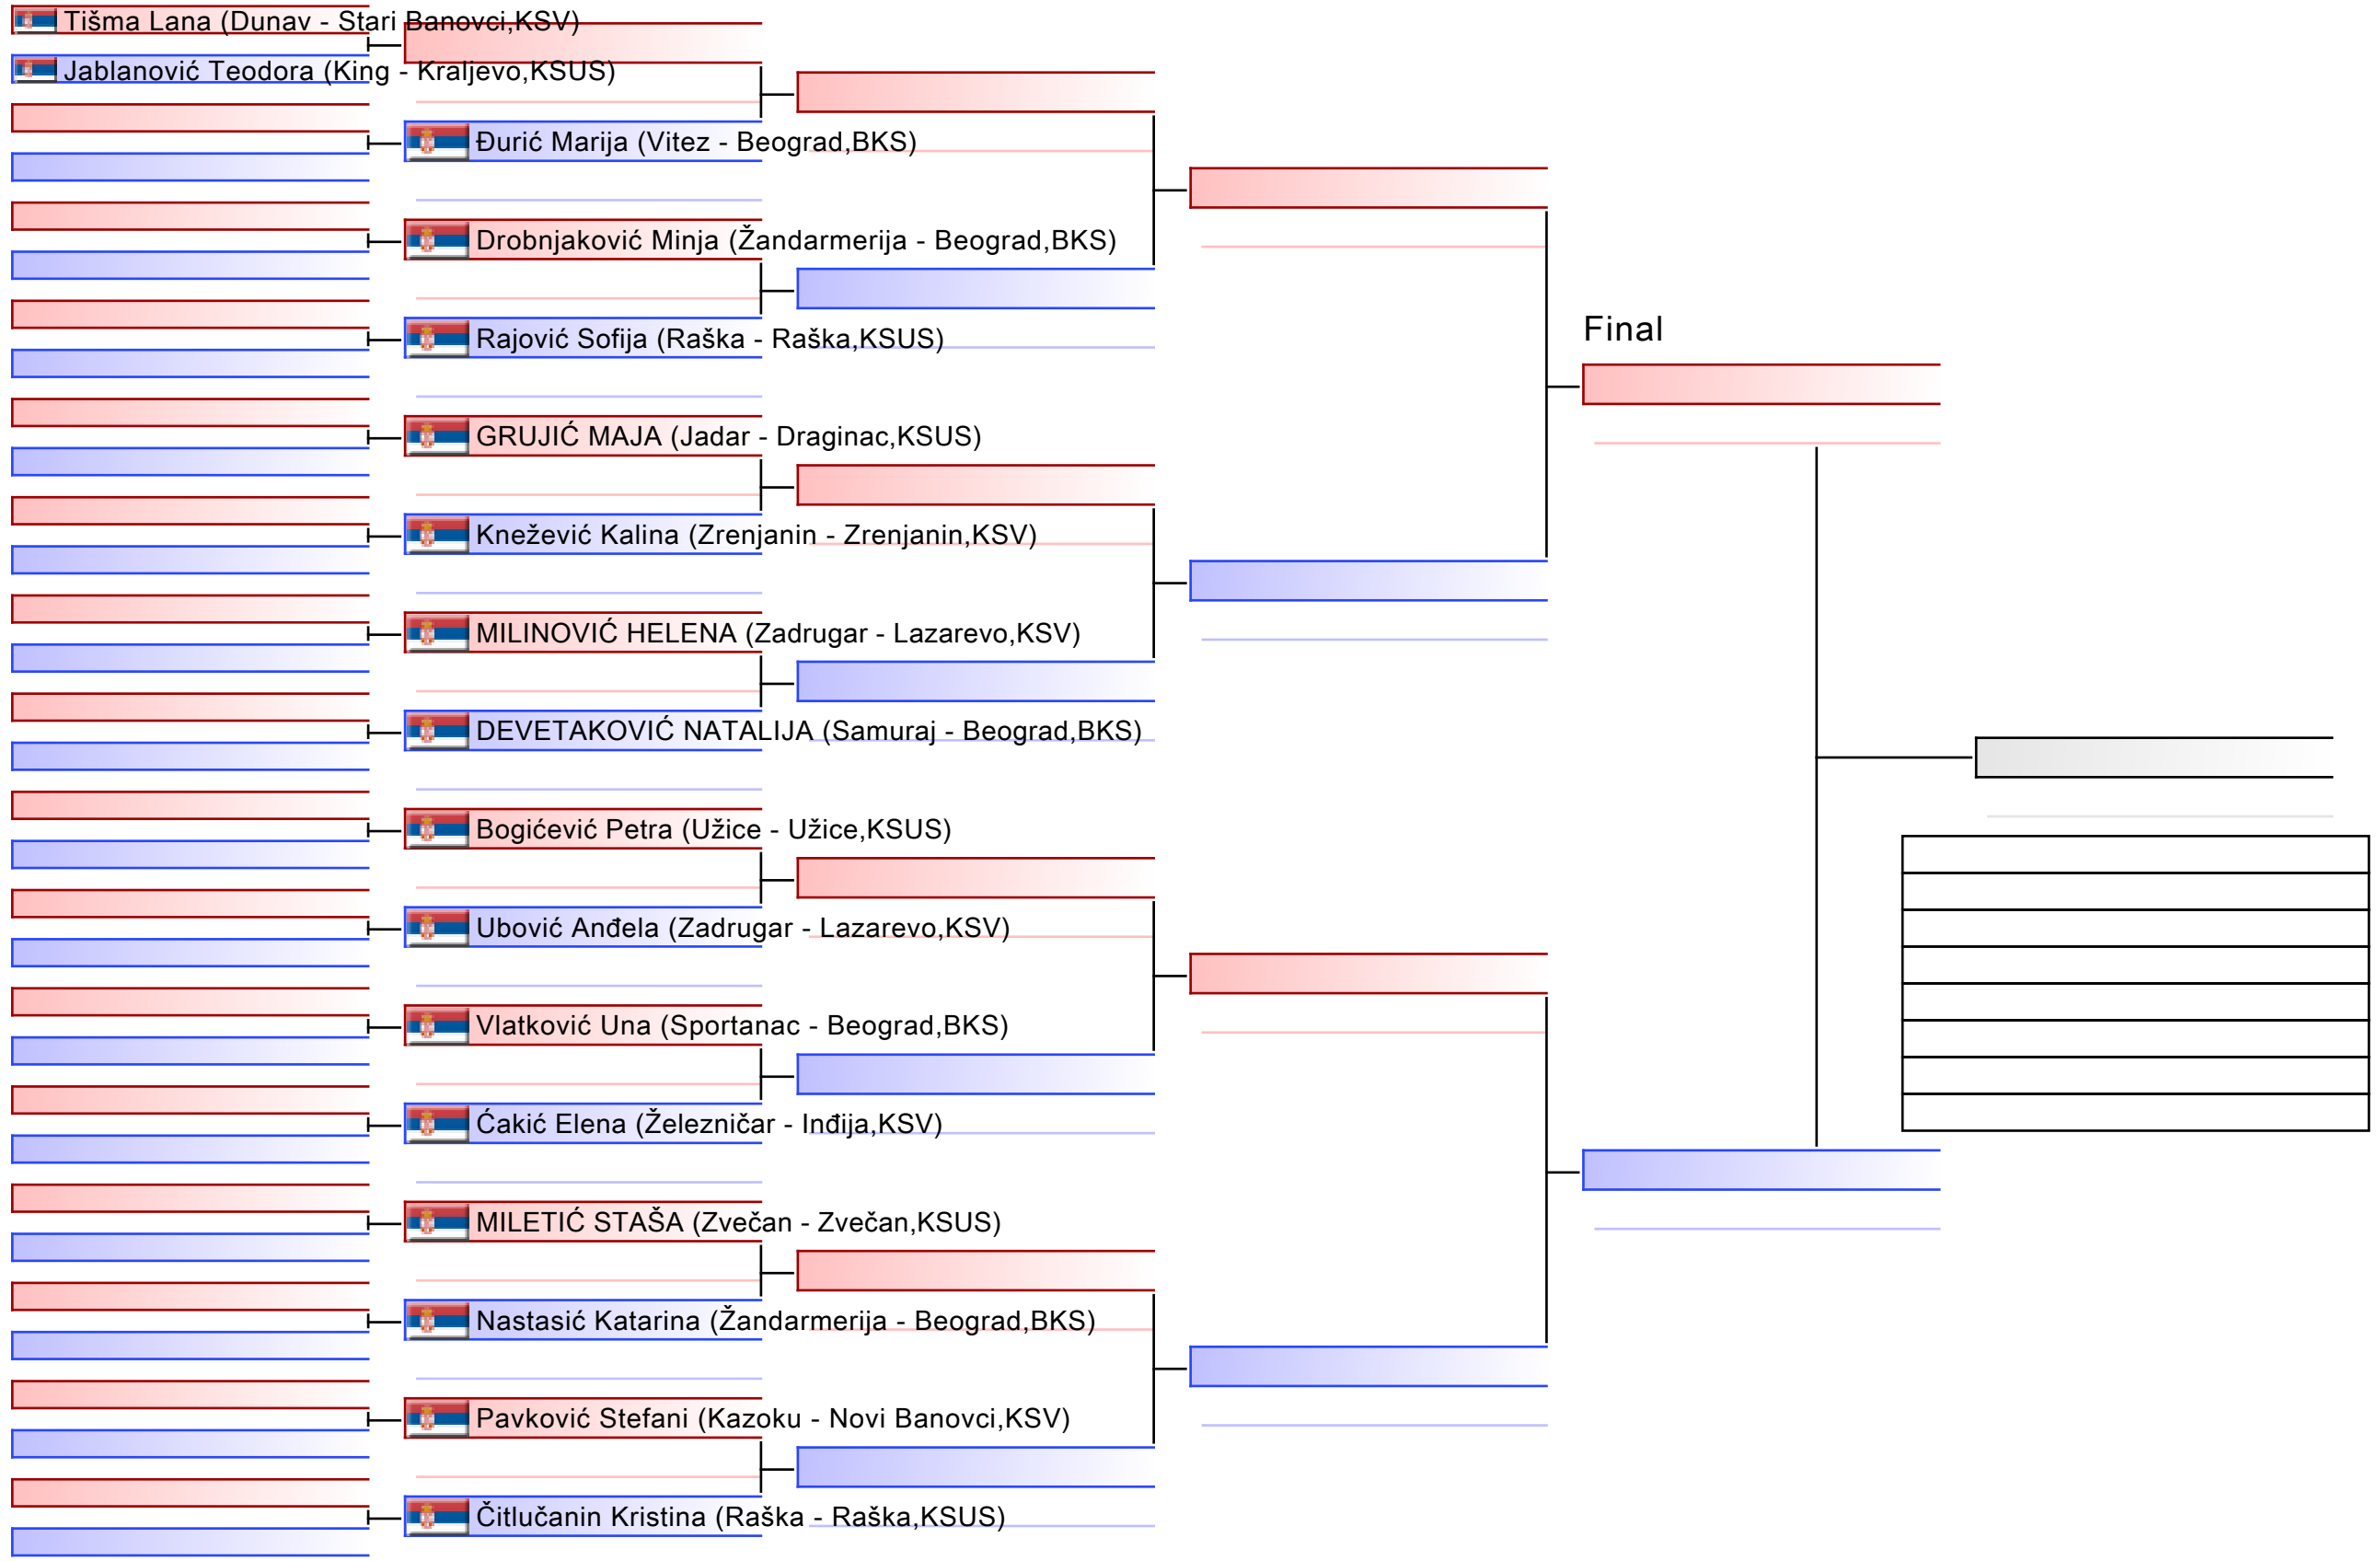 Tišma Lana (Dunav - Stari Banovci,KSV)
Jablanović Teodora (King - Kraljevo,KSUS)
Đurić Marija (Vitez - Beograd,BKS)
Drobnjaković Minja (Žandarmerija - Beograd,BKS)
Rajović Sofija (Raška - Raška,KSUS)
Final
GRUJIĆ MAJA (Jadar - Draginac,KSUS)
Knežević Kalina (Zrenjanin - Zrenjanin,KSV)
MILINOVIĆ HELENA (Zadrugar - Lazarevo,KSV)
DEVETAKOVIĆ NATALIJA (Samuraj - Beograd,BKS)
Bogićević Petra (Užice - Užice,KSUS)
Ubović Anđela (Zadrugar - Lazarevo,KSV)
Vlatković Una (Sportanac - Beograd,BKS)
Ćakić Elena (Železničar - Inđija,KSV)
MILETIĆ STAŠA (Zvečan - Zvečan,KSUS)
Nastasić Katarina (Žandarmerija - Beograd,BKS)
Pavković Stefani (Kazoku - Novi Banovci,KSV)
Čitlučanin Kristina (Raška - Raška,KSUS)